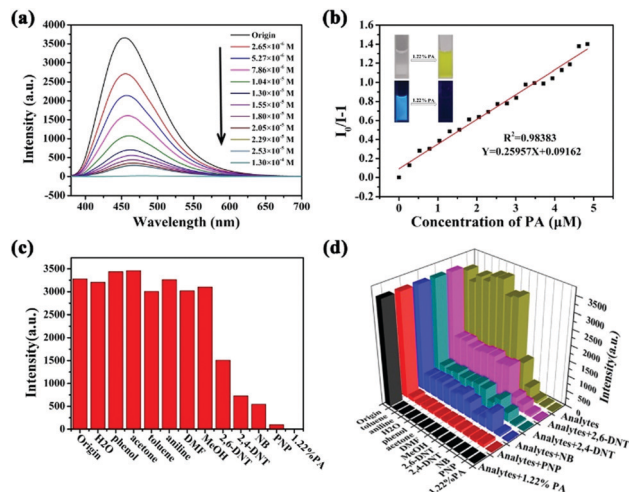 (a)
4000
3500
3000
2500
2000
1500
1000
500
0
-500
Intensity (a.u.)
400 450 500 550 600 650 700
Wavelength (nm)
Origin
2.65×10⁻⁶ M
5.27×10⁻⁶ M
7.86×10⁻⁶ M
1.04×10⁻⁵ M
1.30×10⁻⁵ M
1.55×10⁻⁵ M
1.80×10⁻⁵ M
2.05×10⁻⁵ M
2.29×10⁻⁵ M
2.53×10⁻⁵ M
1.30×10⁻⁴ M
(b)
1.6
1.4
1.2
1.0
0.8
0.6
0.4
0.2
0.0
-0.2
I₀/I-1
0 1 2 3 4 5
Concentration of PA (μM)
1.22% PA
1.22% PA
R²=0.98383
Y=0.25957X+0.09162
(c)
3500
3000
2500
2000
1500
1000
500
0
Intensity(a.u.)
Origin
H2O
phenol
acetone
toluene
aniline
DMF
MeOH
2,6-DNT
2,4-DNT
NB
PNP
1.22%PA
(d)
3500
3000
2500
2000
1500
1000
500
0
Intensity(a.u.)
Origin
toluene
aniline
H2O
phenol
acetone
DMF
MeOH
2,6-DNT
2,4-DNT
NB
PNP
1.22%PA
Analytes
Analytes+2,6-DNT
Analytes+2,4-DNT
Analytes+NB
Analytes+PNP
Analytes+1.22% PA